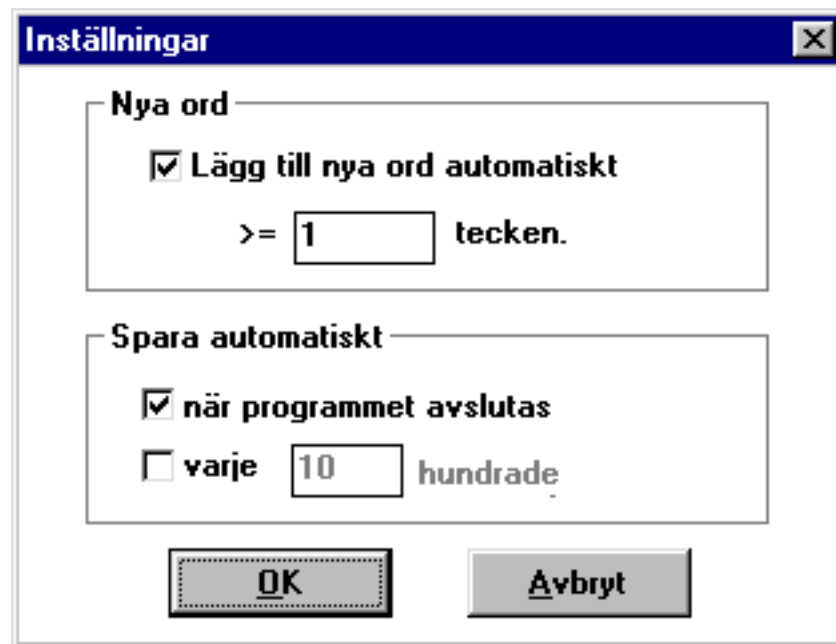 Inställningar
Nya ord
Lägg till nya ord automatiskt
>= 1 tecken.
Spara automatiskt
när programmet avslutas
varje 10 hundrade
OK
Avbryt